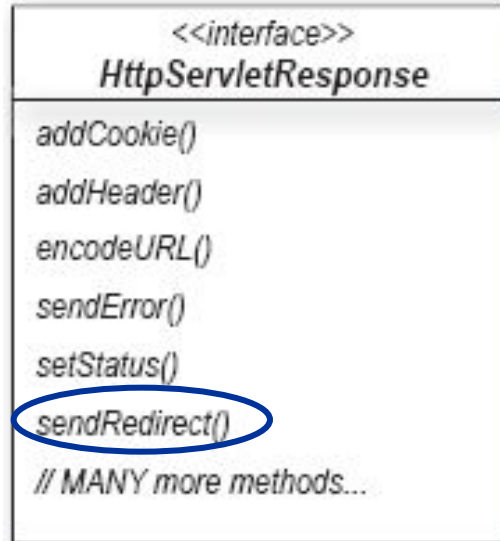 <<interface>>
HttpServletResponse
addCookie()
addHeader()
encodeURL()
sendError()
setStatus()
sendRedirect()
// MANY more methods...